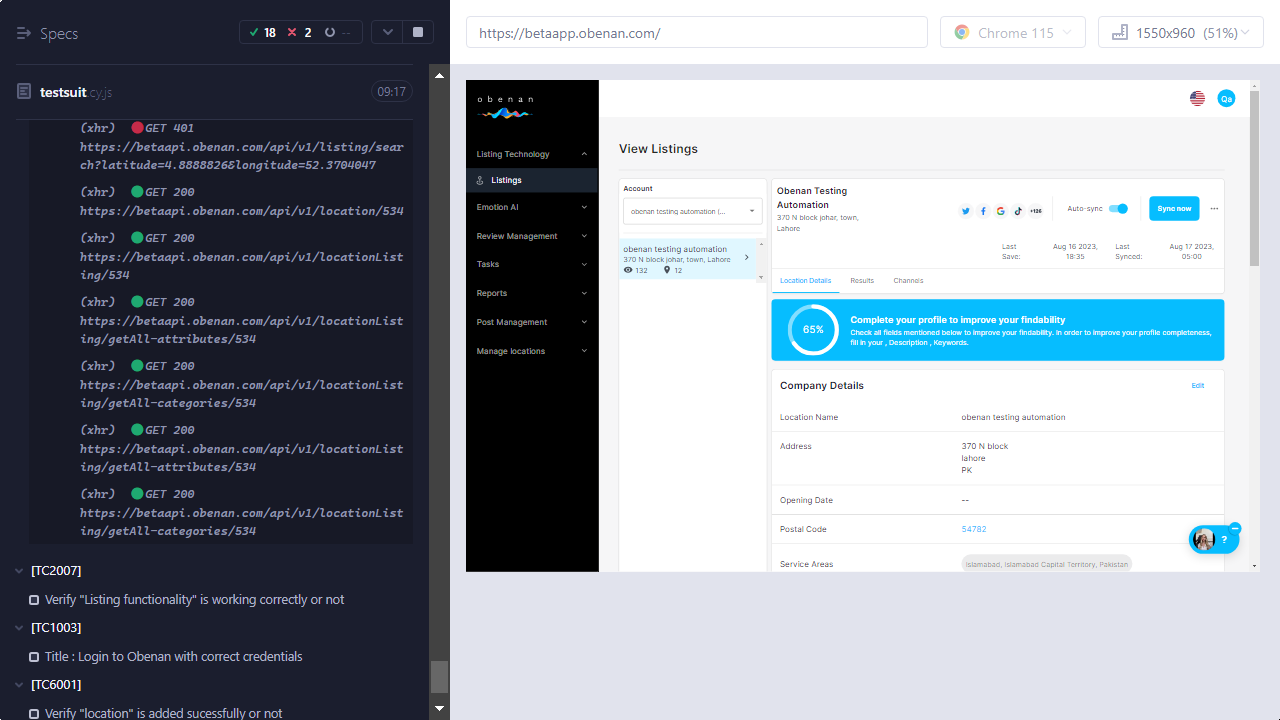 Specs
18 2 --
testsuit.cy.js 09:17
(xhr) GET 401
https://betaapi.obenan.com/api/v1/listing/sear
ch?latitude=4.8888826&longitude=52.3704047
(xhr) GET 200
https://betaapi.obenan.com/api/v1/location/534
(xhr) GET 200
https://betaapi.obenan.com/api/v1/locationList
ing/534
(xhr) GET 200
https://betaapi.obenan.com/api/v1/locationList
ing/getAll-attributes/534
(xhr) GET 200
https://betaapi.obenan.com/api/v1/locationList
ing/getAll-categories/534
(xhr) GET 200
https://betaapi.obenan.com/api/v1/locationList
ing/getAll-attributes/534
(xhr) GET 200
https://betaapi.obenan.com/api/v1/locationList
ing/getAll-categories/534
[TC2007]
Verify "Listing functionality" is working correctly or not
[TC1003]
Title : Login to Obenan with correct credentials
[TC6001]
Verify "location" is added sucessfully or not
https://betaapp.obenan.com/
Chrome 115
1550x960 (51%)
obenan
Qa
Listing Technology
Listings
Emotion AI
Review Management
Tasks
Reports
Post Management
Manage locations
View Listings
Account
obenan testing automation (...
obenan testing automation
370 N block johar, town, Lahore
132 12
Obenan Testing
Automation
370 N block johar, town,
Lahore
+126
Auto-sync
Sync now
...
Last
Save:
Aug 16 2023,
18:35
Last
Synced:
Aug 17 2023,
05:00
Location Details Results Channels
65%
Complete your profile to improve your findability
Check all fields mentioned below to improve your findability. In order to improve your profile completeness,
fill in your , Description , Keywords.
Company Details Edit
Location Name obenan testing automation
Address 370 N block
lahore
PK
Opening Date --
Postal Code 54782
Service Areas Islamabad, Islamabad Capital Territory, Pakistan
?